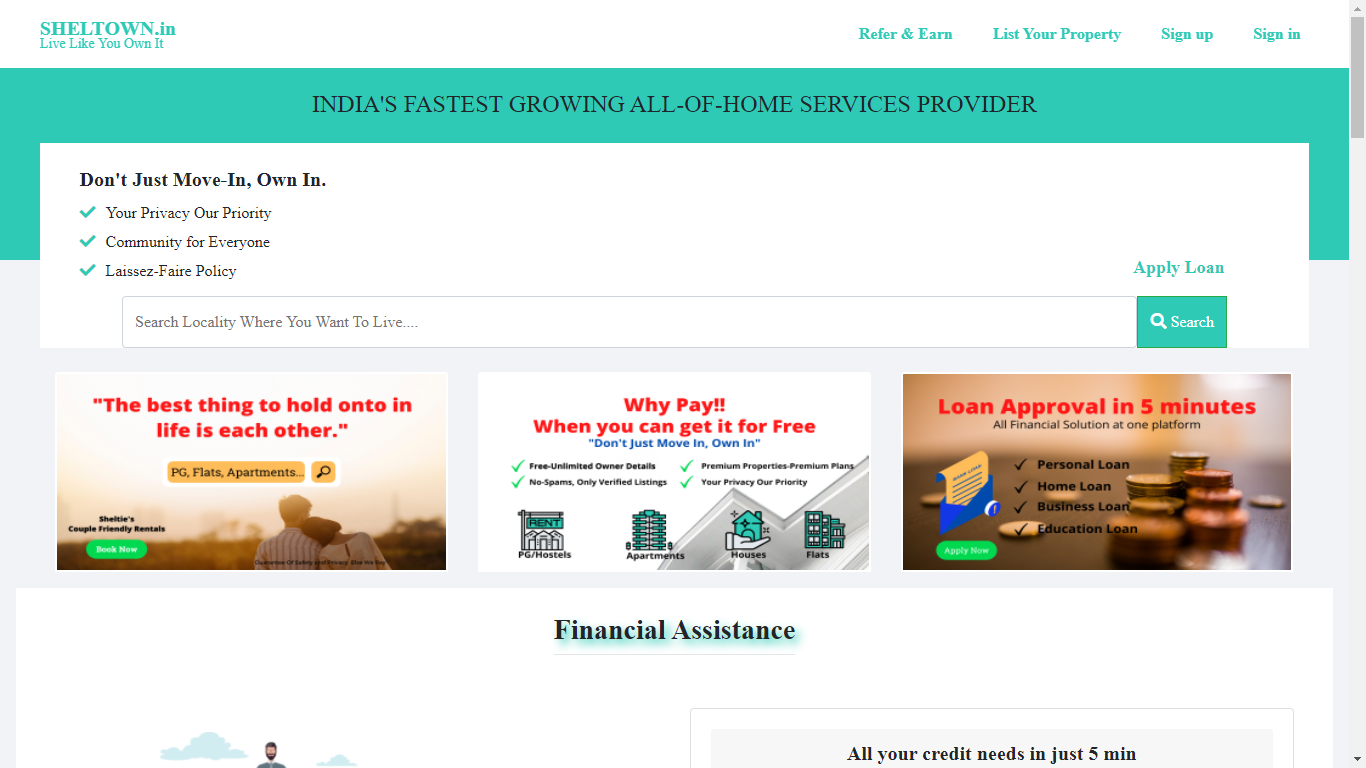 SHELTOWN.in
Live Like You Own It
Refer & Earn
List Your Property
Sign up
Sign in
INDIA'S FASTEST GROWING ALL-OF-HOME SERVICES PROVIDER
Don't Just Move-In, Own In.
Your Privacy Our Priority
Community for Everyone
Laissez-Faire Policy
Apply Loan
Search Locality Where You Want To Live....
Search
"The best thing to hold onto in
life is each other."
PG, Flats, Apartments...
Sheltie's
Couple Friendly Rentals
Book Now
Guarantee Of Safety and Privacy Else We Pay
Why Pay!!
When you can get it for Free
"Don't Just Move In, Own In"
Free-Unlimited Owner Details
Premium Properties-Premium Plans
No-Spams, Only Verified Listings
Your Privacy Our Priority
RENT
PG/Hostels
Apartments
Houses
Flats
Loan Approval in 5 minutes
All Financial Solution at one platform
Personal Loan
Home Loan
Business Loan
Education Loan
Apply Now
Financial Assistance
All your credit needs in just 5 min